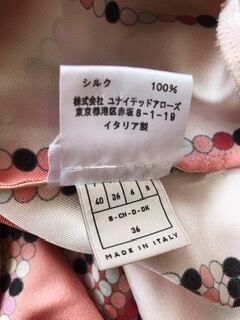 シルク 100%
株式会社 ユナイテッドアローズ
東京都港区赤坂8-1-19
イタリア製
40 36 6 8
B-CH-D-DK
36
MADE IN ITALY